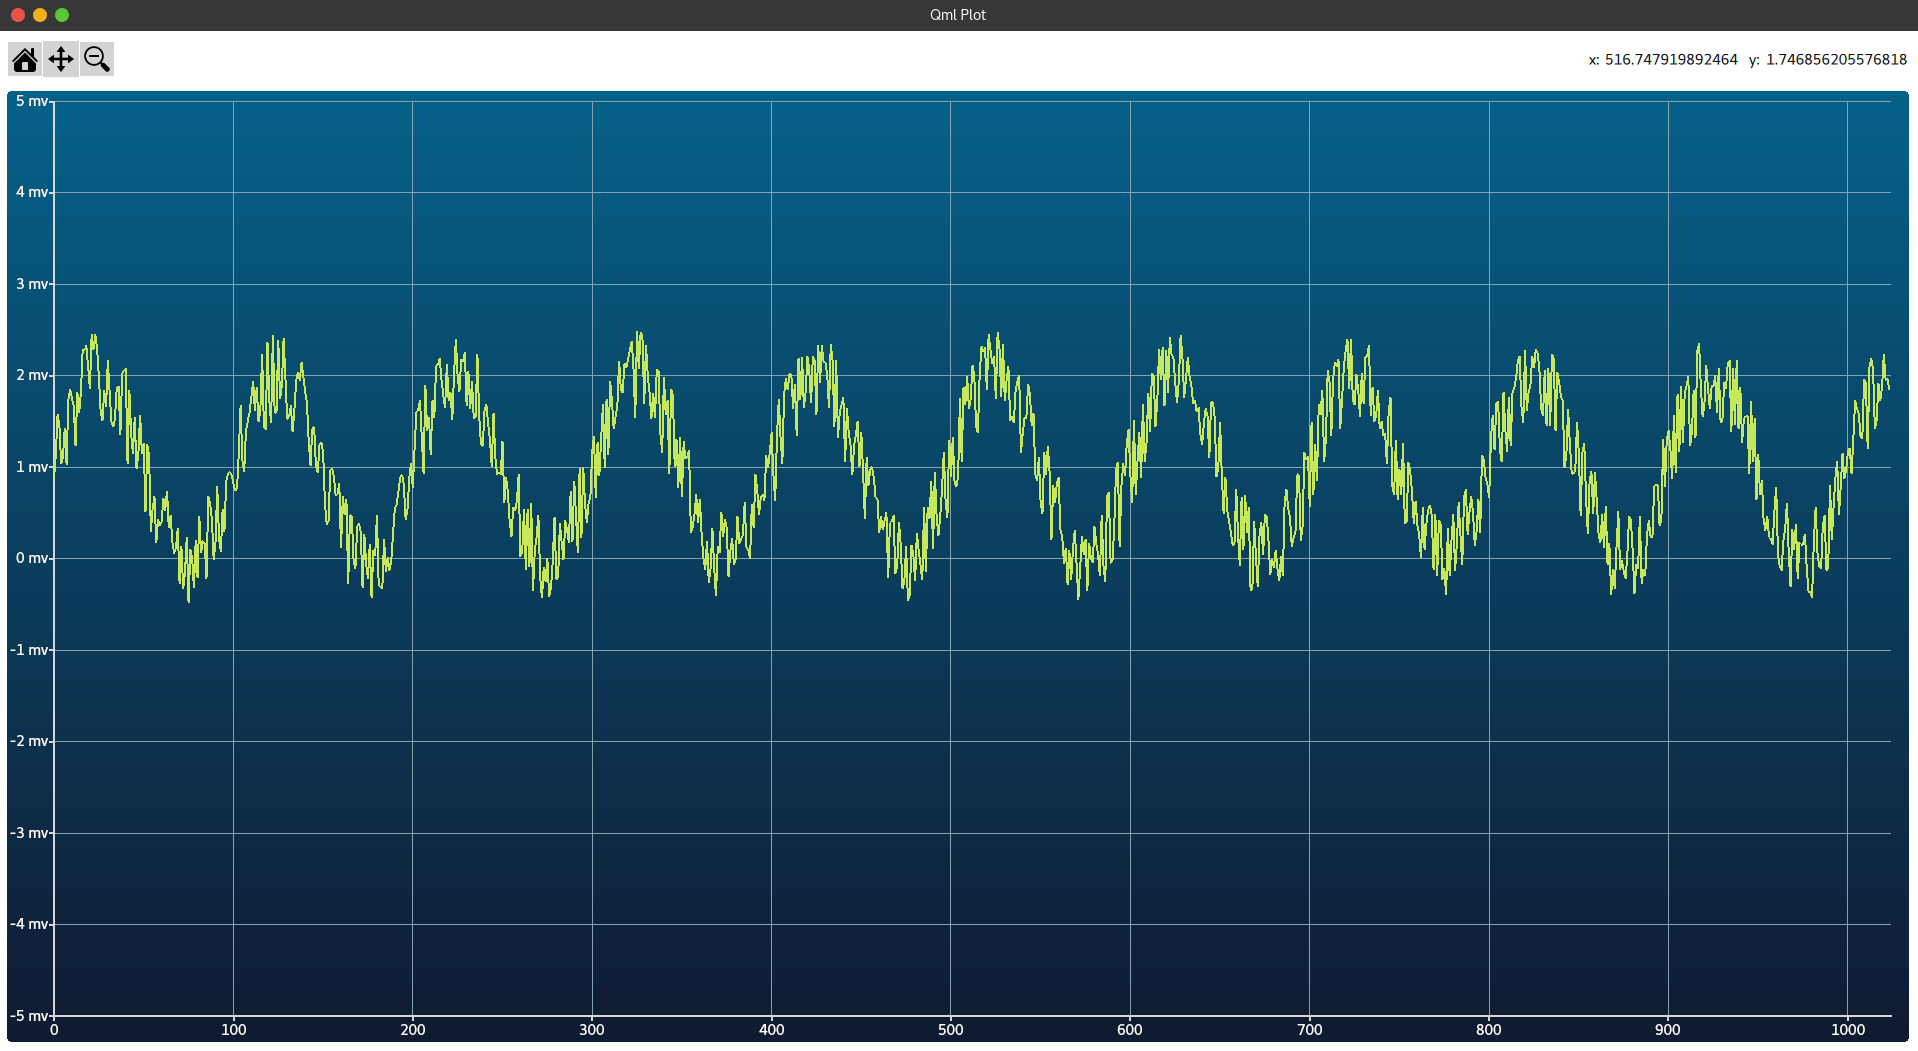 Qml Plot
x: 516.747919892464 y: 1.746856205576818
5 mv
4 mv
3 mv
2 mv
1 mv
0 mv
-1 mv
-2 mv
-3 mv
-4 mv
-5 mv
0 100 200 300 400 500 600 700 800 900 1000